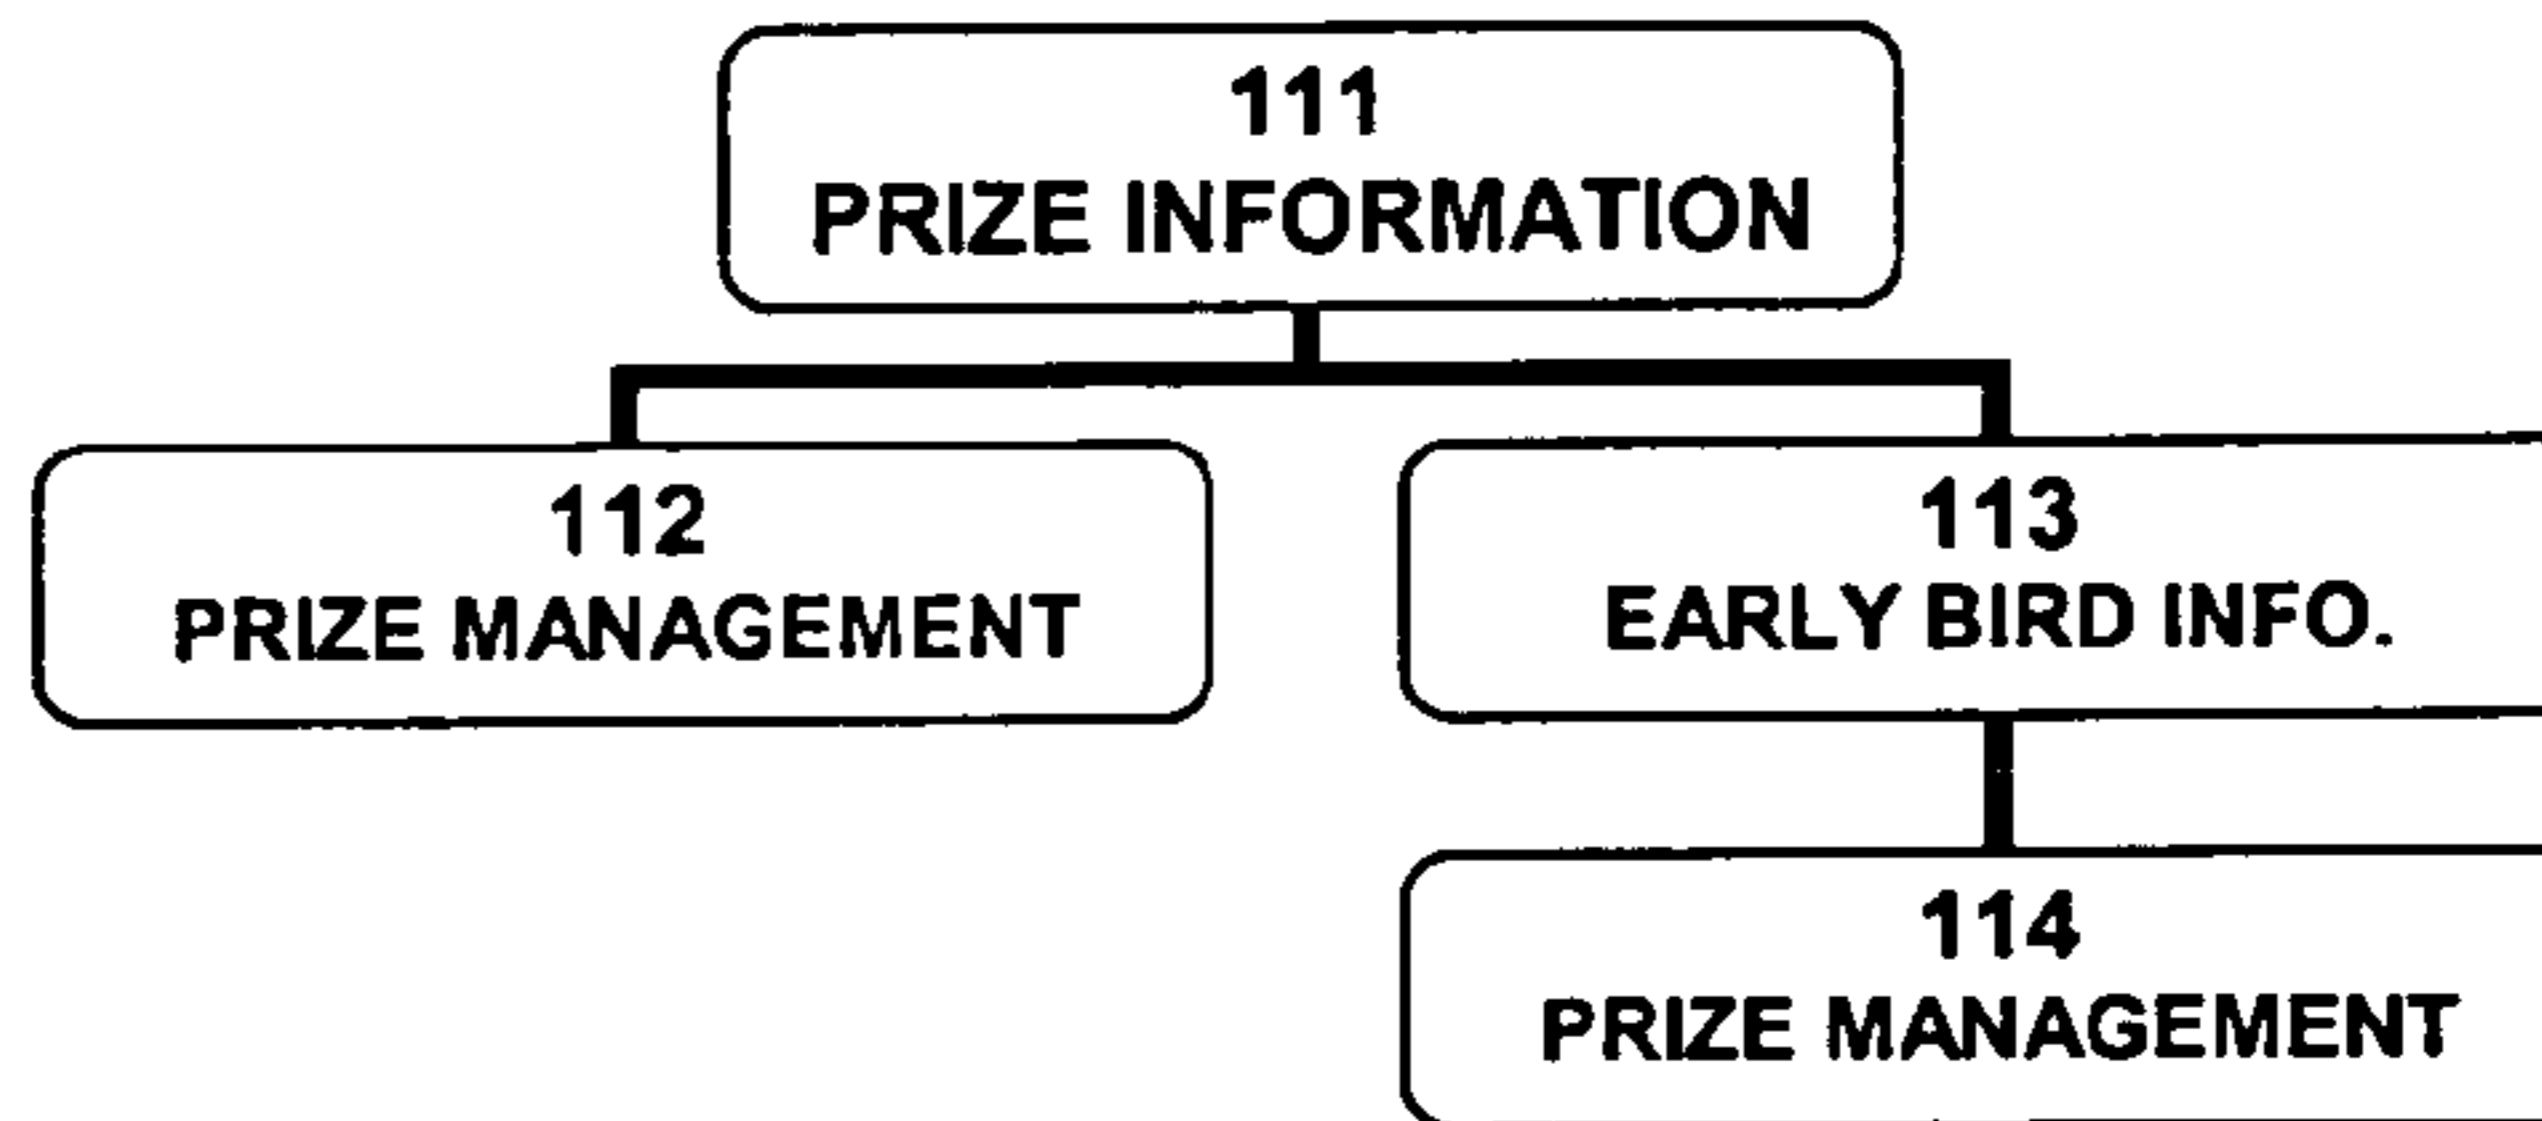 111
PRIZE INFORMATION
112
PRIZE MANAGEMENT
113
EARLY BIRD INFO.
114
PRIZE MANAGEMENT